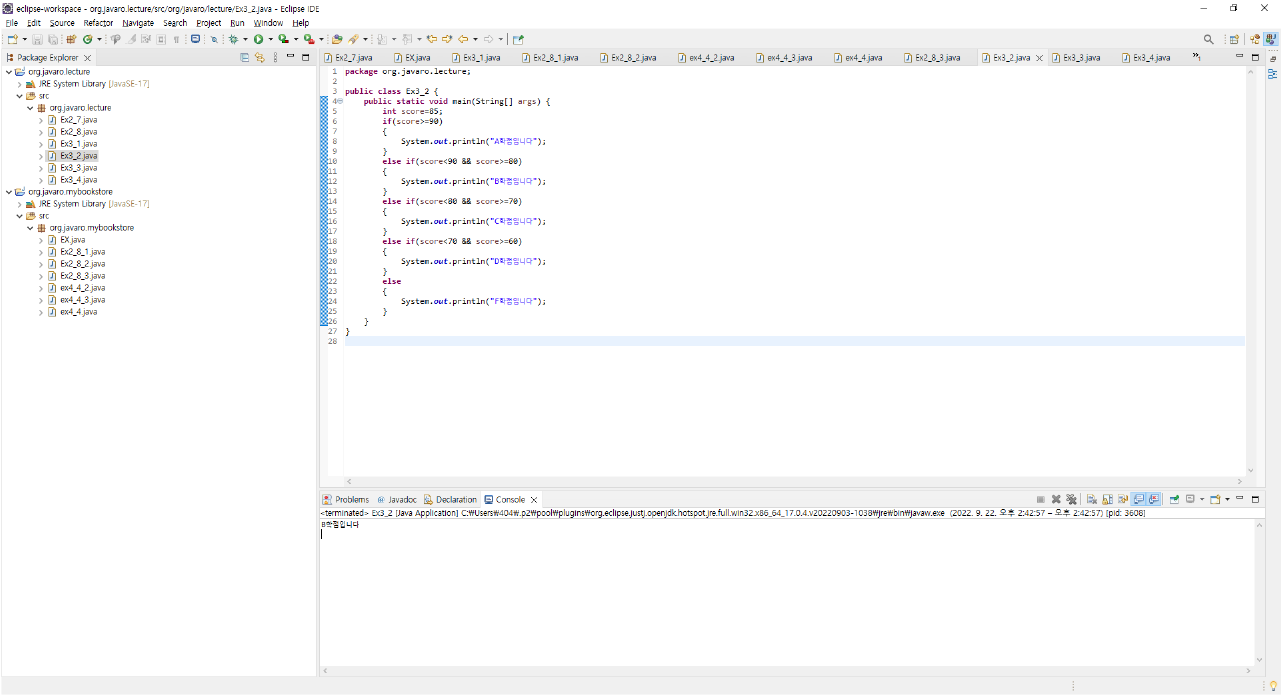 eclipse-workspace - org.javaro.lecture/src/org/javaro/lecture/Ex3_2.java - Eclipse IDE
File Edit Source Refactor Navigate Search Project Run Window Help
Package Explorer
org.javaro.lecture
JRE System Library [JavaSE-17]
src
org.javaro.lecture
Ex2_7.java
Ex2_8.java
Ex3_1.java
Ex3_2.java
Ex3_3.java
Ex3_4.java
org.javaro.mybookstore
JRE System Library [JavaSE-17]
src
org.javaro.mybookstore
EX.java
Ex2_8_1.java
Ex2_8_2.java
Ex2_8_3.java
ex4_4_2.java
ex4_4_3.java
ex4_4.java
Ex2_7.java EX.java Ex3_1.java Ex2_8_1.java Ex2_8_2.java ex4_4_2.java ex4_4_3.java ex4_4.java Ex2_8_3.java Ex3_2.java Ex3_3.java Ex3_4.java »1
1 package org.javaro.lecture;
2
3 public class Ex3_2 {
4 public static void main(String[] args) {
5 int score=85;
6 if(score>=90)
7 {
8 System.out.println("A학점입니다");
9 }
10 else if(score<90 && score>=80)
11 {
12 System.out.println("B학점입니다");
13 }
14 else if(score<80 && score>=70)
15 {
16 System.out.println("C학점입니다");
17 }
18 else if(score<70 && score>=60)
19 {
20 System.out.println("D학점입니다");
21 }
22 else
23 {
24 System.out.println("F학점입니다");
25 }
26 }
27 }
28
Problems Javadoc Declaration Console
<terminated> Ex3_2 [Java Application] C:₩Users₩404₩.p2₩pool₩plugins₩org.eclipse.justj.openjdk.hotspot.jre.full.win32.x86_64_17.0.4.v20220903-1038₩jre₩bin₩javaw.exe (2022. 9. 22. 오후 2:42:57 – 오후 2:42:57) [pid: 3608]
B학점입니다